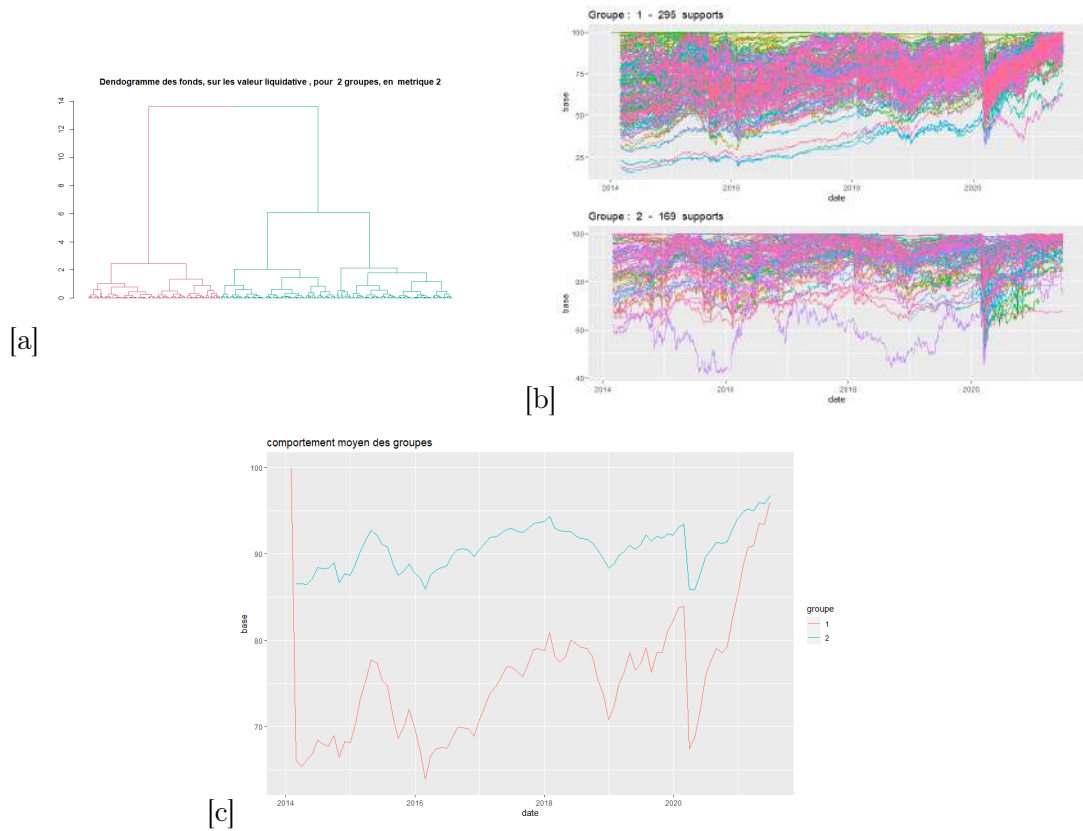 Dendogramme des fonds, sur les valeur liquidative , pour 2 groupes, en metrique 2
14
12
10
8
6
4
2
0
[a]
Groupe : 1 - 295 supports
100
75
50
25
base
2014
2016
2018
2020
date
Groupe : 2 - 169 supports
100
80
60
40
base
2014
2016
2018
2020
date
[b]
comportement moyen des groupes
100
90
80
70
base
2014
2016
2018
2020
date
groupe
1
2
[c]